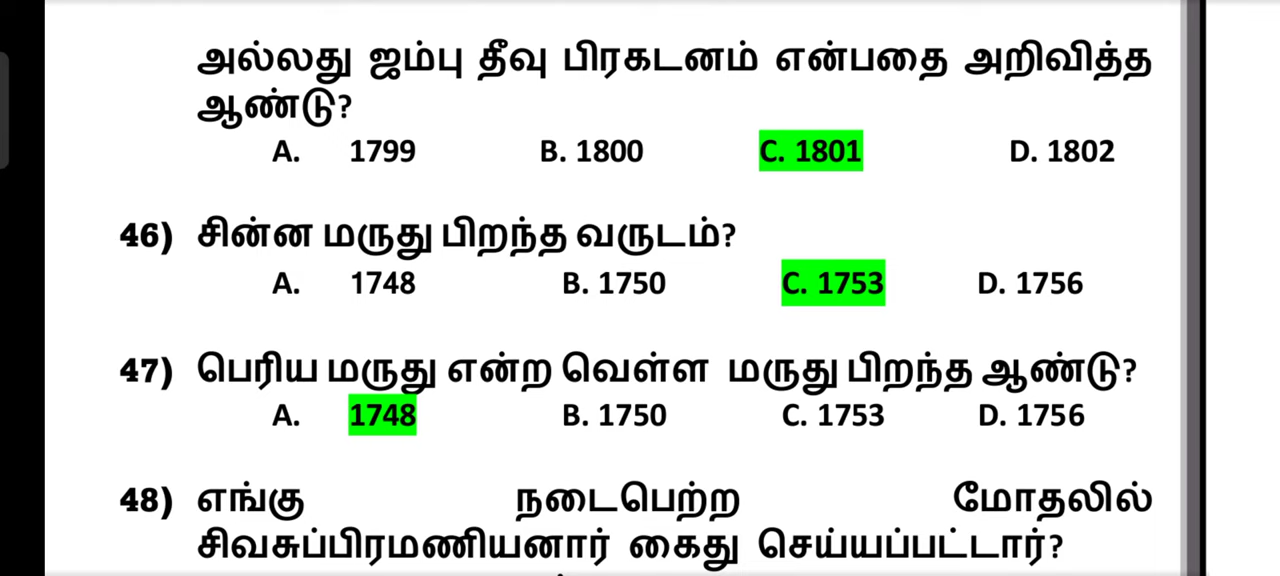 அல்லது ஜம்பு தீவு பிரகடனம் என்பதை அறிவித்த
ஆண்டு?
A. 1799 B. 1800 C. 1801 D. 1802
46) சின்ன மருது பிறந்த வருடம்?
A. 1748 B. 1750 C. 1753 D. 1756
47) பெரிய மருது என்ற வெள்ள மருது பிறந்த ஆண்டு?
A. 1748 B. 1750 C. 1753 D. 1756
48) எங்கு நடைபெற்ற மோதலில்
சிவசுப்பிரமணியனார் கைது செய்யப்பட்டார்?